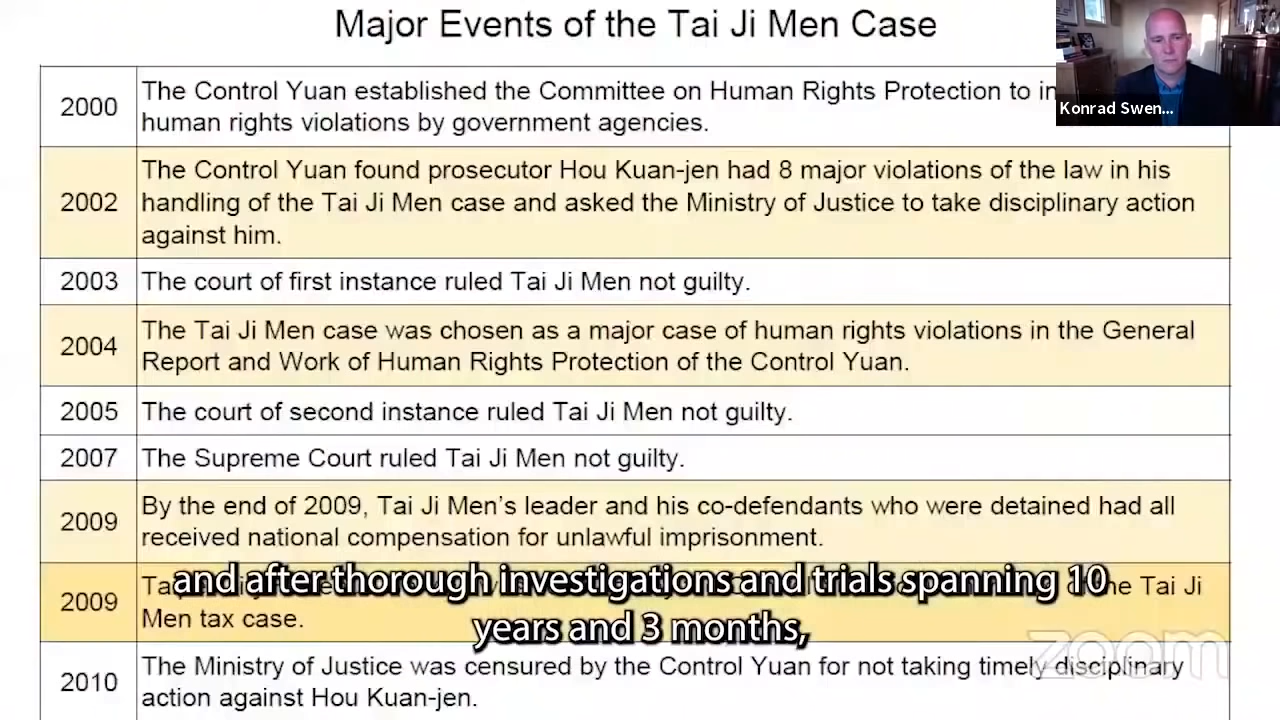 Major Events of the Tai Ji Men Case
Konrad Swen...
2000
The Control Yuan established the Committee on Human Rights Protection to in
human rights violations by government agencies.
2002
The Control Yuan found prosecutor Hou Kuan-jen had 8 major violations of the law in his
handling of the Tai Ji Men case and asked the Ministry of Justice to take disciplinary action
against him.
2003
The court of first instance ruled Tai Ji Men not guilty.
2004
The Tai Ji Men case was chosen as a major case of human rights violations in the General
Report and Work of Human Rights Protection of the Control Yuan.
2005
The court of second instance ruled Tai Ji Men not guilty.
2007
The Supreme Court ruled Tai Ji Men not guilty.
2009
By the end of 2009, Tai Ji Men's leader and his co-defendants who were detained had all
received national compensation for unlawful imprisonment.
2009
Tai Ji
Men tax case.
and after thorough investigations and trials spanning 10
years and 3 months,
zoom
2010
The Ministry of Justice was censured by the Control Yuan for not taking timely disciplinary
action against Hou Kuan-jen.